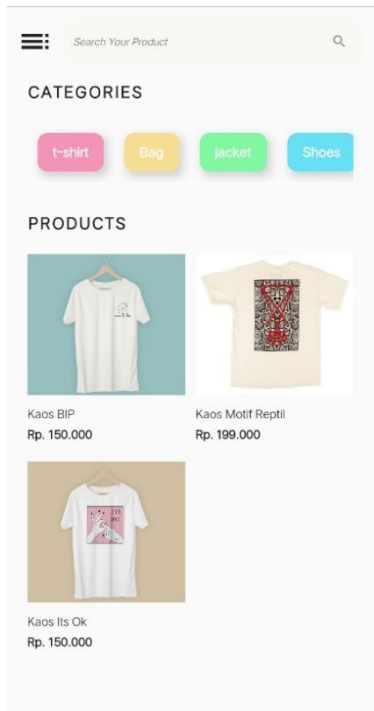 Search Your Product
CATEGORIES
t-shirt
Bag
jacket
Shoes
PRODUCTS
Kaos BIP
Rp. 150.000
Kaos Motif Reptil
Rp. 199.000
Kaos Its Ok
Rp. 150.000